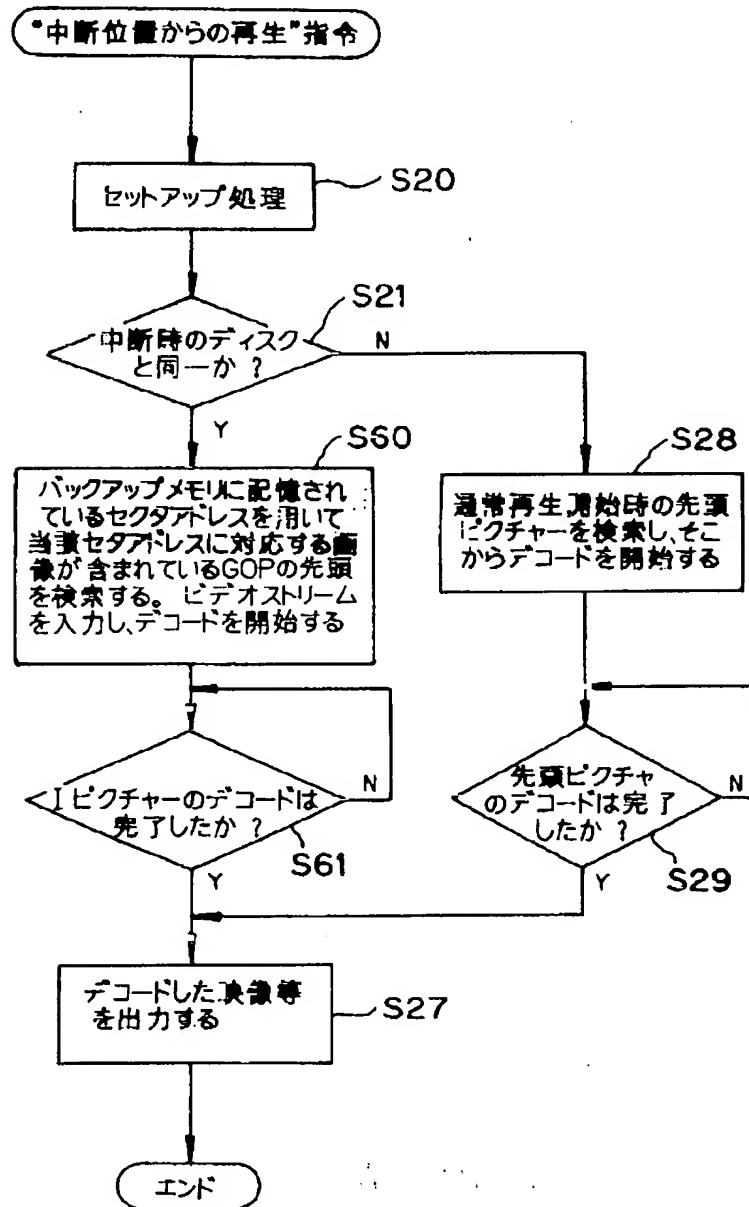 “中断位置からの再生”指令
セットアップ処理
S20
S21
中断時のディスク
と同一か？
N
Y
S60
バックアップメモリに記憶され
ているセクタアドレスを用いて
当該セタアドレスに対応する画
像が含まれているGOPの先頭
を検索する。ビデオストリーム
を入力し、デコードを開始する
S28
通常再生開始時の先頭
ピクチャーを検索し、そこ
からデコードを開始する
Iピクチャーのデコードは
完了したか？
N
S61
Y
先頭ピクチャ
のデコードは完了
したか？
N
S29
Y
デコードした映像等
を出力する
S27
エンド